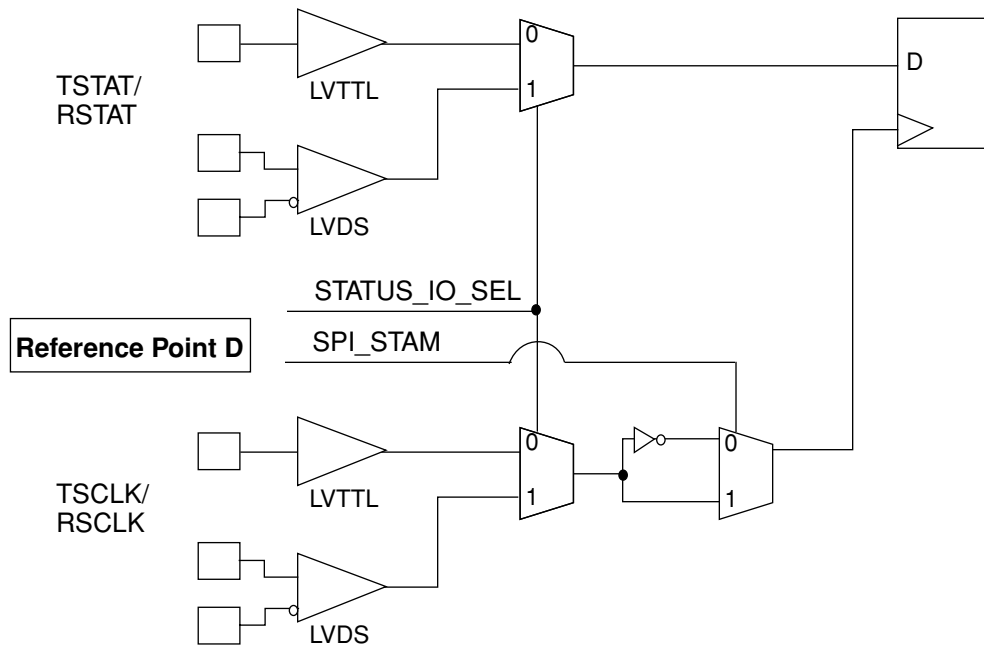 0
D
TSTAT/
RSTAT
LVTTL
1
LVDS
STATUS_IO_SEL
Reference Point D
SPI_STAM
0
0
TSCLK/
RSCLK
LVTTL
1
1
LVDS